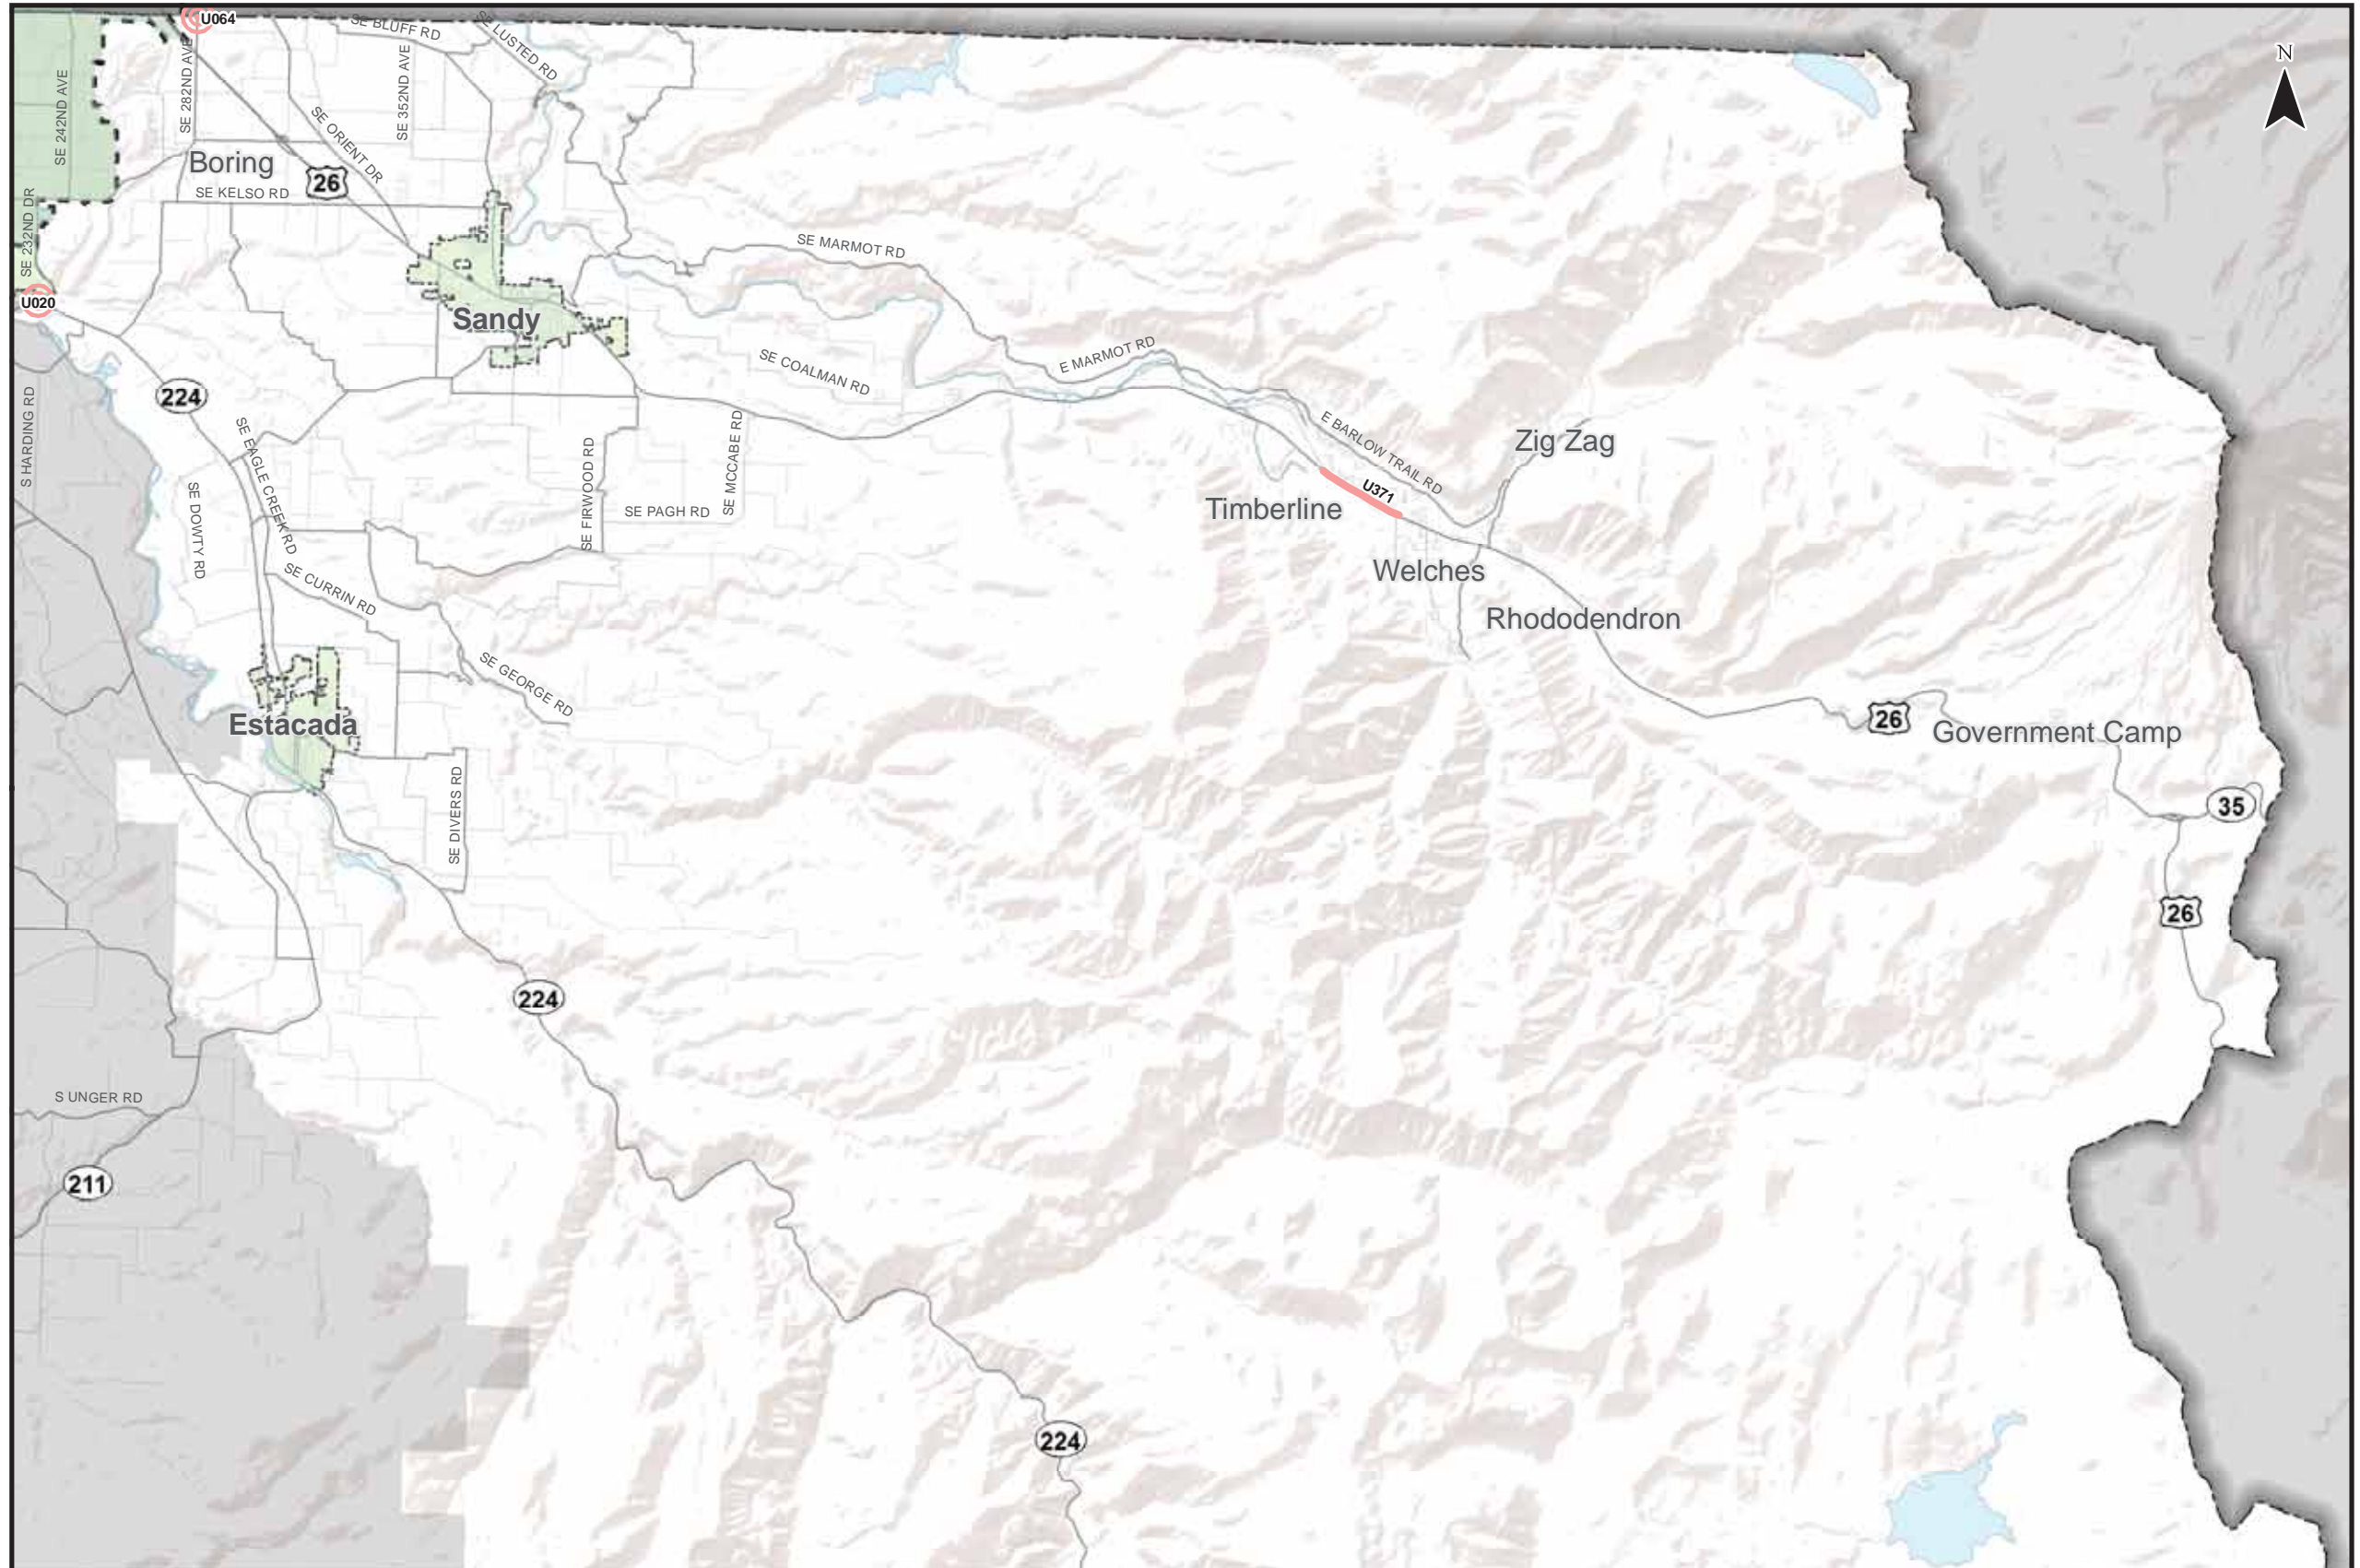 U064
SE BLUFF RD
SE LUSTED RD
N
SE 242ND AVE
SE 282ND AVE
SE 352ND AVE
SE ORIENT DR
Boring
26
SE KELSO RD
SE 232ND DR
SE MARMOT RD
U020
Sandy
E MARMOT RD
SE COALMAN RD
224
S HARDING RD
SE EAGLE CREEK RD
SE FIRWOOD RD
SE MCCABE RD
E BARLOW TRAIL RD
Zig Zag
U371
SE DOWTY RD
SE PAGH RD
Timberline
SE CURRIN RD
Welches
Rhododendron
SE GEORGE RD
Estacada
26
Government Camp
SE DIVERS RD
35
26
224
S UNGER RD
211
224